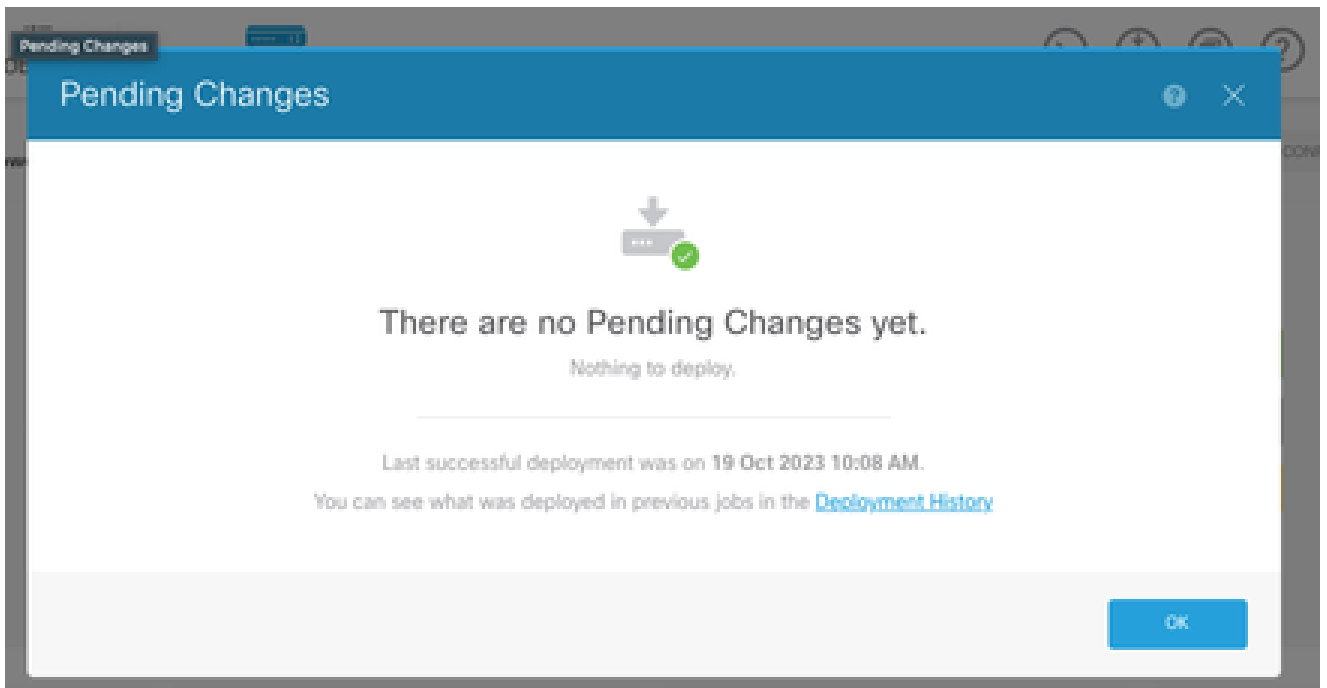 Pending Changes
Pending Changes
There are no Pending Changes yet.
Nothing to deploy.
Last successful deployment was on 19 Oct 2023 10:08 AM.
You can see what was deployed in previous jobs in the Deployment History
OK